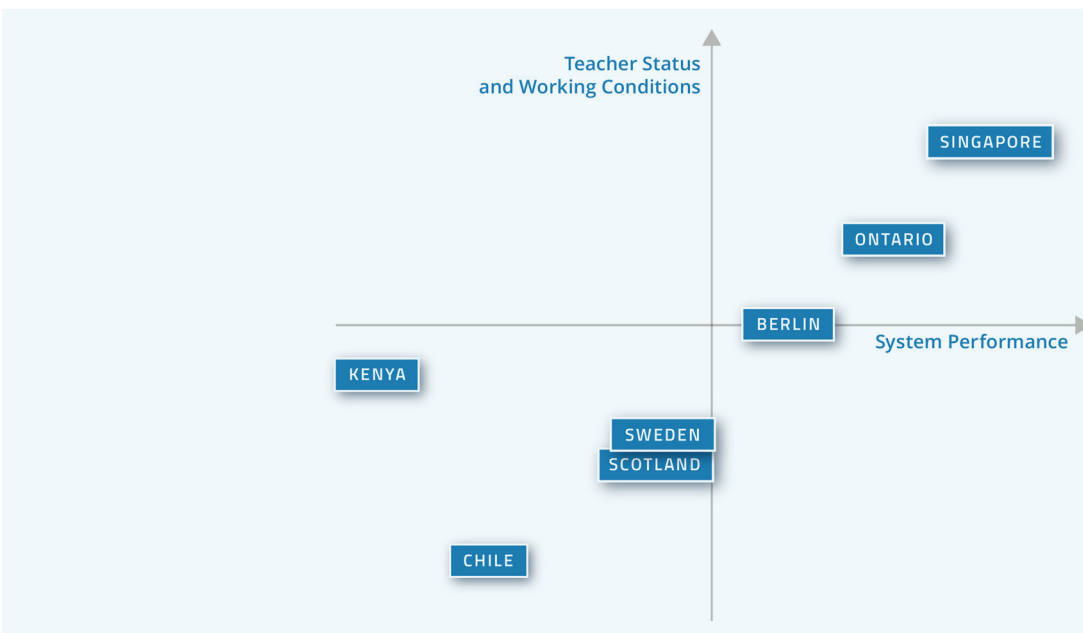 Teacher Status
and Working Conditions
SINGAPORE
ONTARIO
BERLIN
System Performance
KENYA
SWEDEN
SCOTLAND
CHILE